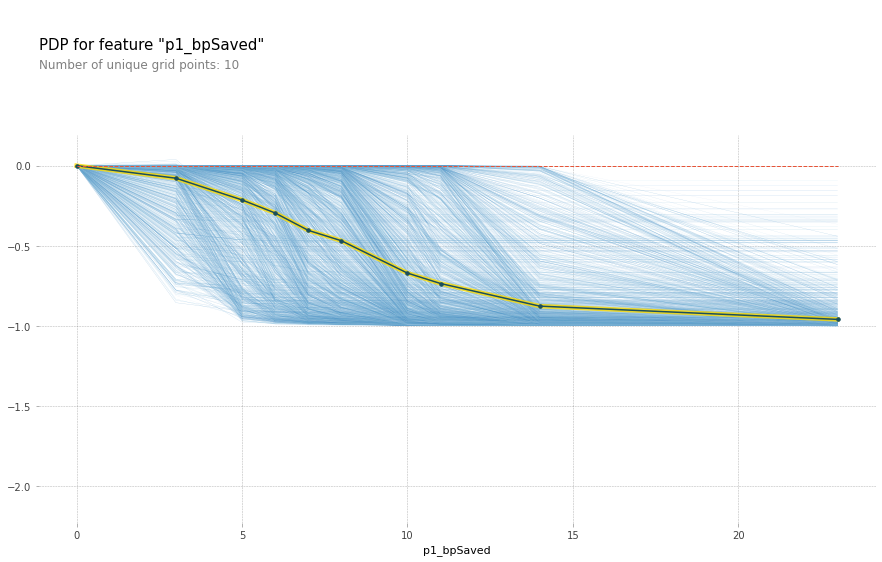 PDP for feature "p1_bpSaved"
Number of unique grid points: 10
0.0
−0.5
−1.0
−1.5
−2.0
0 5 10 15 20
p1_bpSaved